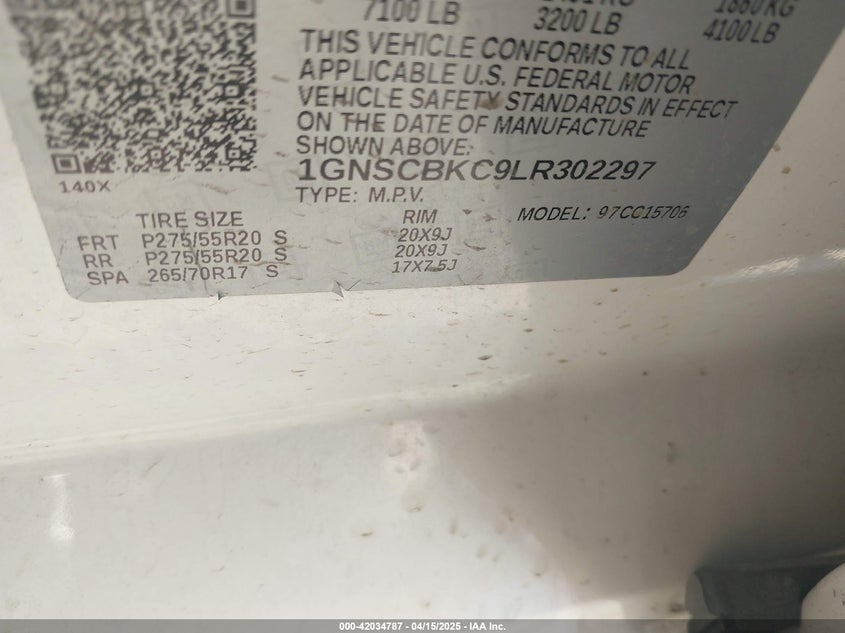 7100 LB 3200 LB 4100 LB
THIS VEHICLE CONFORMS TO ALL
APPLICABLE U.S. FEDERAL MOTOR
VEHICLE SAFETY STANDARDS IN EFFECT
ON THE DATE OF MANUFACTURE
SHOWN ABOVE.
1GNSCBKC9LR302297
140X
TYPE: M.P.V.
TIRE SIZE RIM MODEL: 97CC15706
FRT P275/55R20 S 20X9J
RR P275/55R20 S 20X9J
SPA 265/70R17 S 17X7.5J
000-42034787 - 04/15/2025 - IAA Inc.